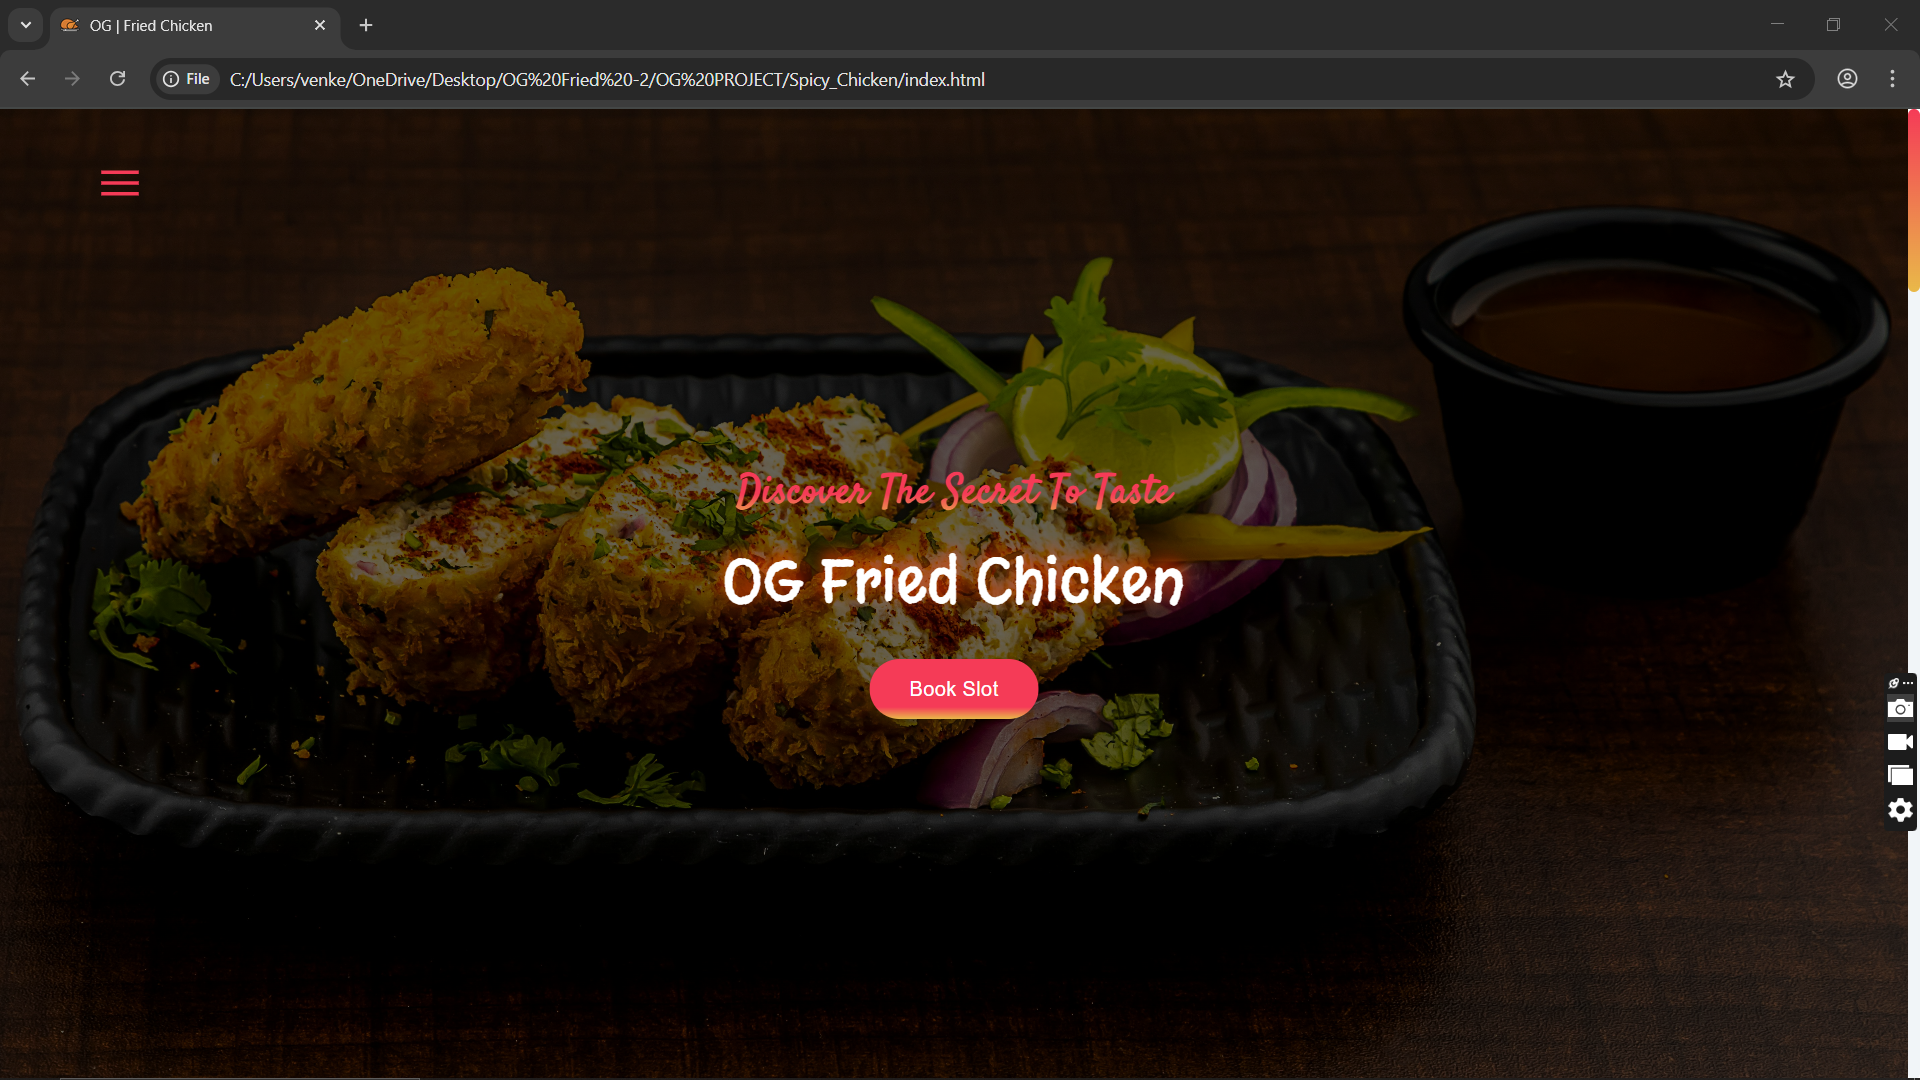 OG | Fried Chicken
File
C:/Users/venke/OneDrive/Desktop/OG%20Fried%20-2/OG%20PROJECT/Spicy_Chicken/index.html
Discover The Secret To Taste
OG Fried Chicken
Book Slot